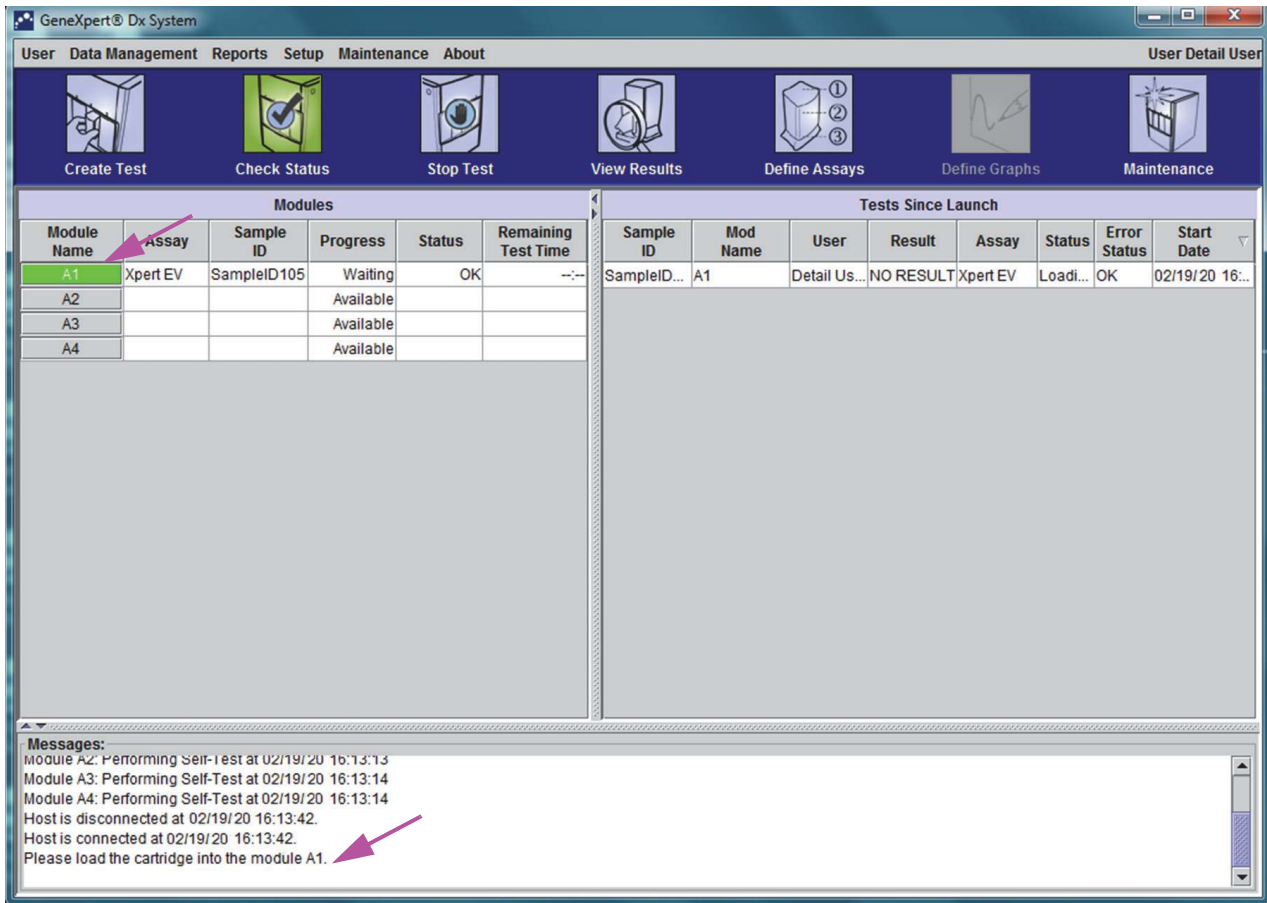 GeneXpert® Dx System
User Data Management Reports Setup Maintenance About User Detail User
① ② ③
Create Test Check Status Stop Test View Results Define Assays Define Graphs Maintenance
Modules Tests Since Launch
Module Name Assay Sample ID Progress Status Remaining Test Time Sample ID Mod Name User Result Assay Status Error Status Start Date
A1 Xpert EV SampleID105 Waiting OK --:-- SampleID... A1 Detail Us... NO RESULT Xpert EV Loadi... OK 02/19/20 16:..
A2 Available
A3 Available
A4 Available
Messages:
Module A2: Performing Self-Test at 02/19/20 16:13:13
Module A3: Performing Self-Test at 02/19/20 16:13:14
Module A4: Performing Self-Test at 02/19/20 16:13:14
Host is disconnected at 02/19/20 16:13:42.
Host is connected at 02/19/20 16:13:42.
Please load the cartridge into the module A1.